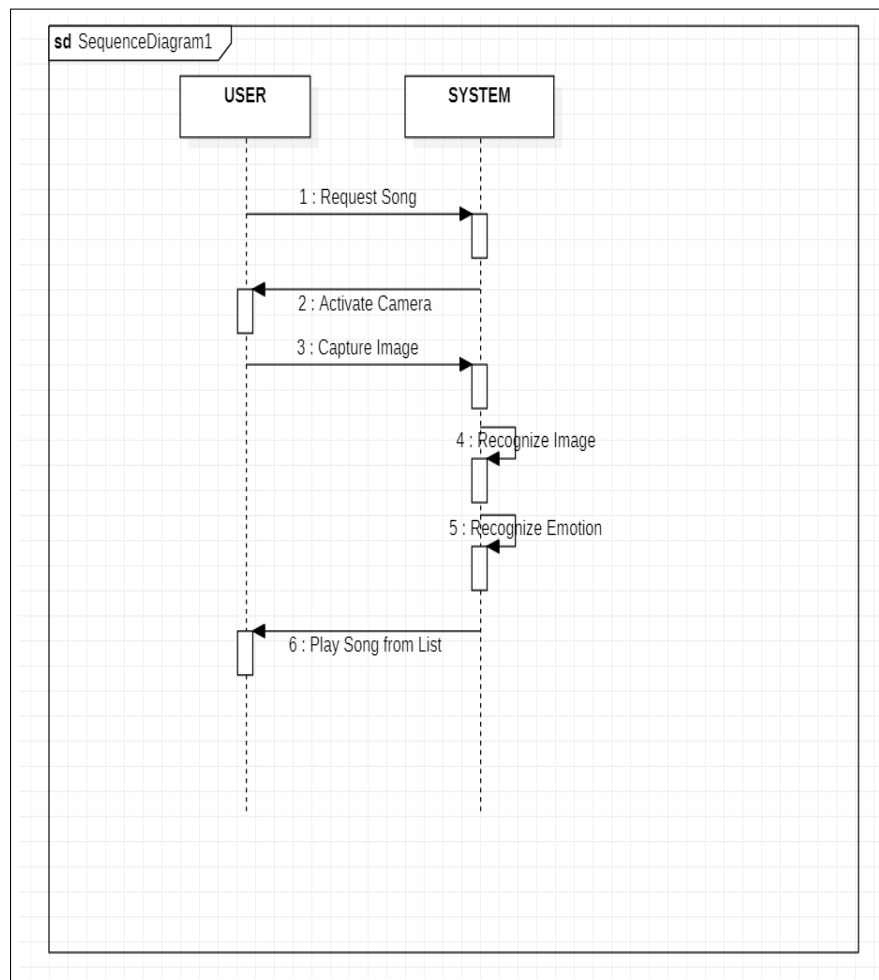 sd SequenceDiagram1
USER
SYSTEM
1 : Request Song
2 : Activate Camera
3 : Capture Image
4 : Recognize Image
5 : Recognize Emotion
6 : Play Song from List